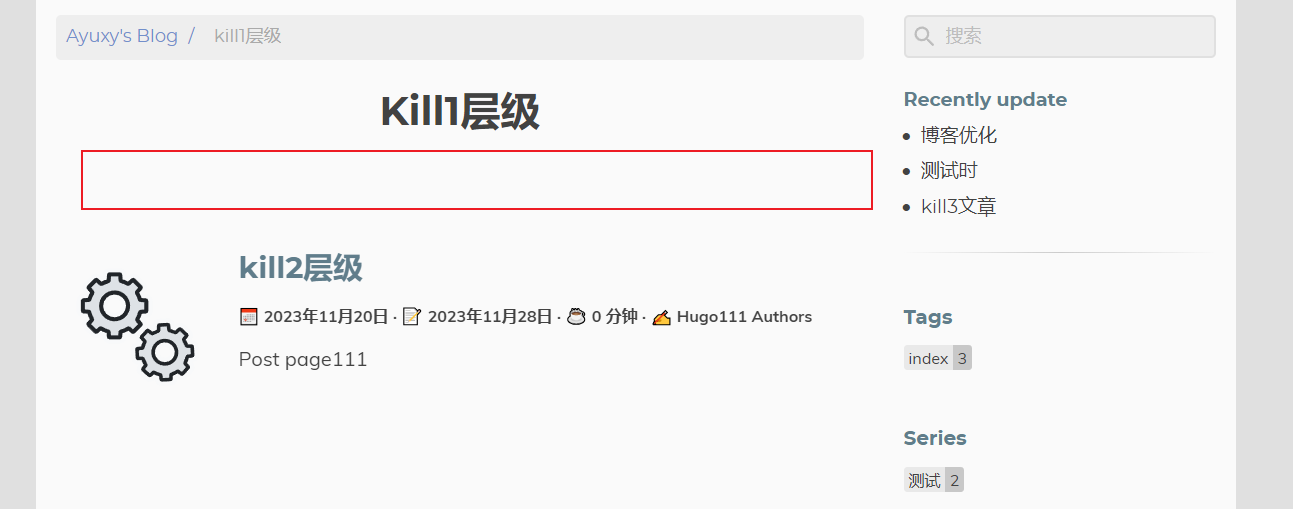 Ayuxy's Blog / kill1层级
搜索
Kill1层级
kill2层级
2023年11月20日 · 2023年11月28日 · 0 分钟 · Hugo111 Authors
Post page111
Recently update
博客优化
测试时
kill3文章
Tags
index 3
Series
测试 2